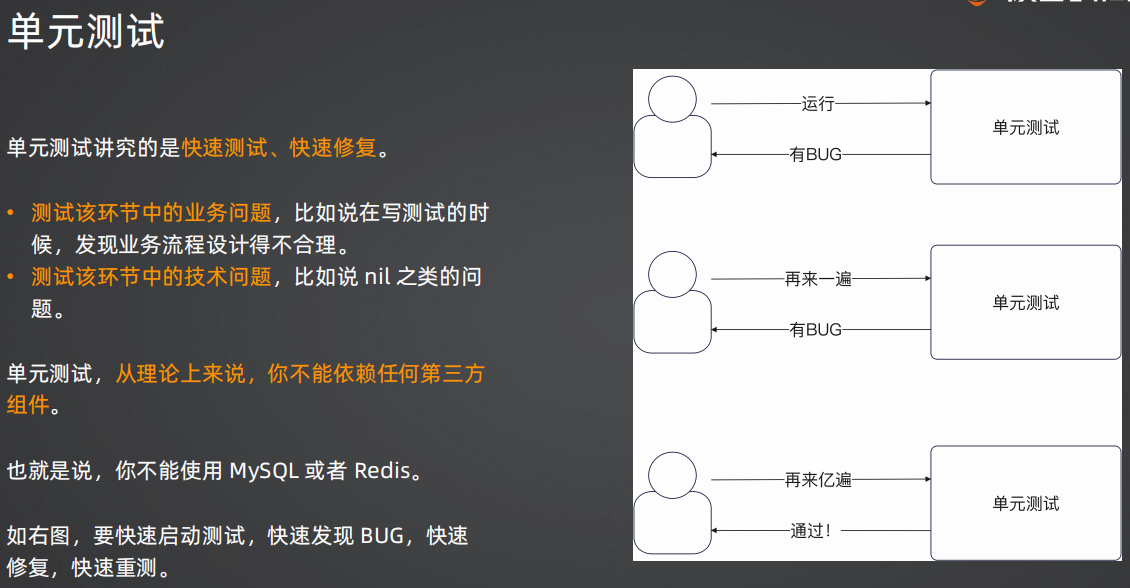 单元测试
单元测试讲究的是快速测试、快速修复。
• 测试该环节中的业务问题，比如说在写测试的时
候，发现业务流程设计得不合理。
• 测试该环节中的技术问题，比如说 nil 之类的问
题。
单元测试，从理论上来说，你不能依赖任何第三方
组件。
也就是说，你不能使用 MySQL 或者 Redis。
如右图，要快速启动测试，快速发现 BUG，快速
修复，快速重测。
运行
单元测试
有BUG
再来一遍
单元测试
有BUG
再来亿遍
单元测试
通过！